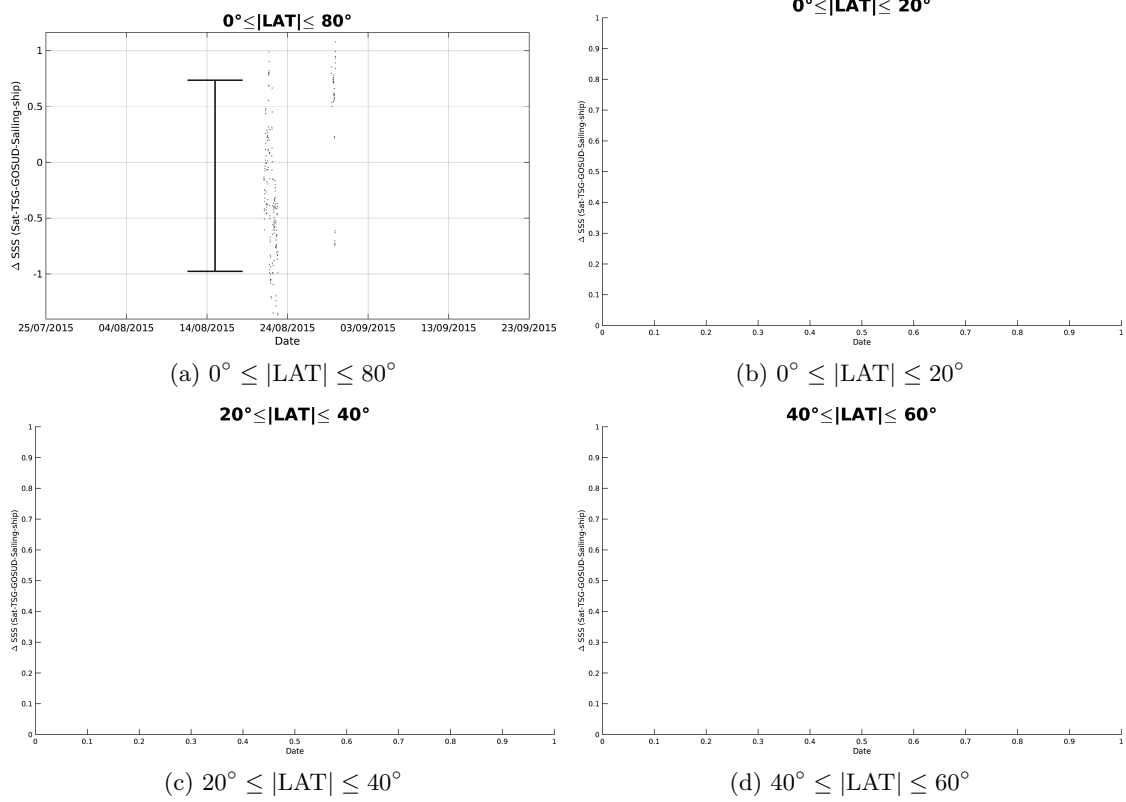 0°≤|LAT|≤ 80°
1
0.5
0
-0.5
-1
Δ SSS (Sat-TSG-GOSUD-Sailing-ship)
25/07/2015 04/08/2015 14/08/2015 24/08/2015 03/09/2015 13/09/2015 23/09/2015
Date
(a) 0° ≤ |LAT| ≤ 80°
0°≤|LAT|≤ 20°
1
0.9
0.8
0.7
0.6
0.5
0.4
0.3
0.2
0.1
0
Δ SSS (Sat-TSG-GOSUD-Sailing-ship)
0 0.1 0.2 0.3 0.4 0.5 0.6 0.7 0.8 0.9 1
Date
(b) 0° ≤ |LAT| ≤ 20°
20°≤|LAT|≤ 40°
1
0.9
0.8
0.7
0.6
0.5
0.4
0.3
0.2
0.1
0
Δ SSS (Sat-TSG-GOSUD-Sailing-ship)
0 0.1 0.2 0.3 0.4 0.5 0.6 0.7 0.8 0.9 1
Date
(c) 20° ≤ |LAT| ≤ 40°
40°≤|LAT|≤ 60°
1
0.9
0.8
0.7
0.6
0.5
0.4
0.3
0.2
0.1
0
Δ SSS (Sat-TSG-GOSUD-Sailing-ship)
0 0.1 0.2 0.3 0.4 0.5 0.6 0.7 0.8 0.9 1
Date
(d) 40° ≤ |LAT| ≤ 60°